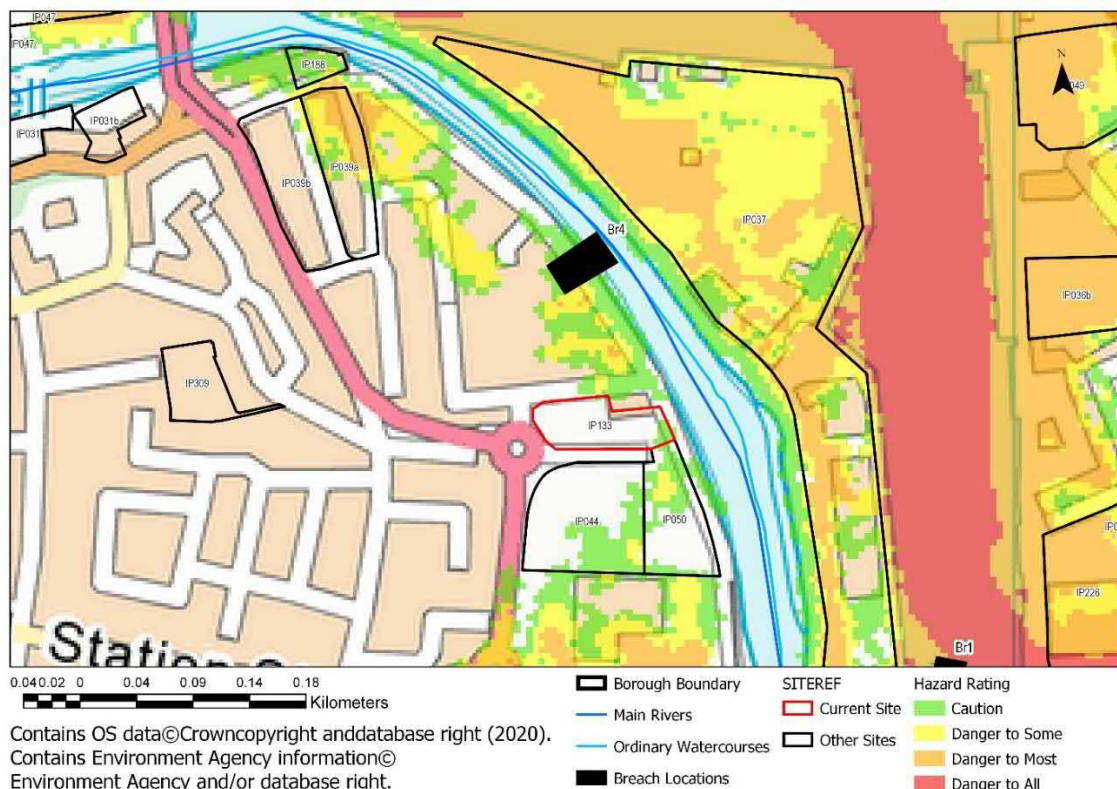 IP047
IP047
IP188
IP031
IP031b
N
049
IP039a
IP039b
IP037
Br4
IP036b
IP309
IP133
IP044
IP050
IP226
Station S
Br1
0.04 0.02 0 0.04 0.09 0.14 0.18
Kilometers
Contains OS data©Crowncopyright anddatabase right (2020).
Contains Environment Agency information©
Environment Agency and/or database right.
Borough Boundary
Main Rivers
Ordinary Watercourses
Breach Locations
SITEREF
Current Site
Other Sites
Hazard Rating
Caution
Danger to Some
Danger to Most
Danger to All